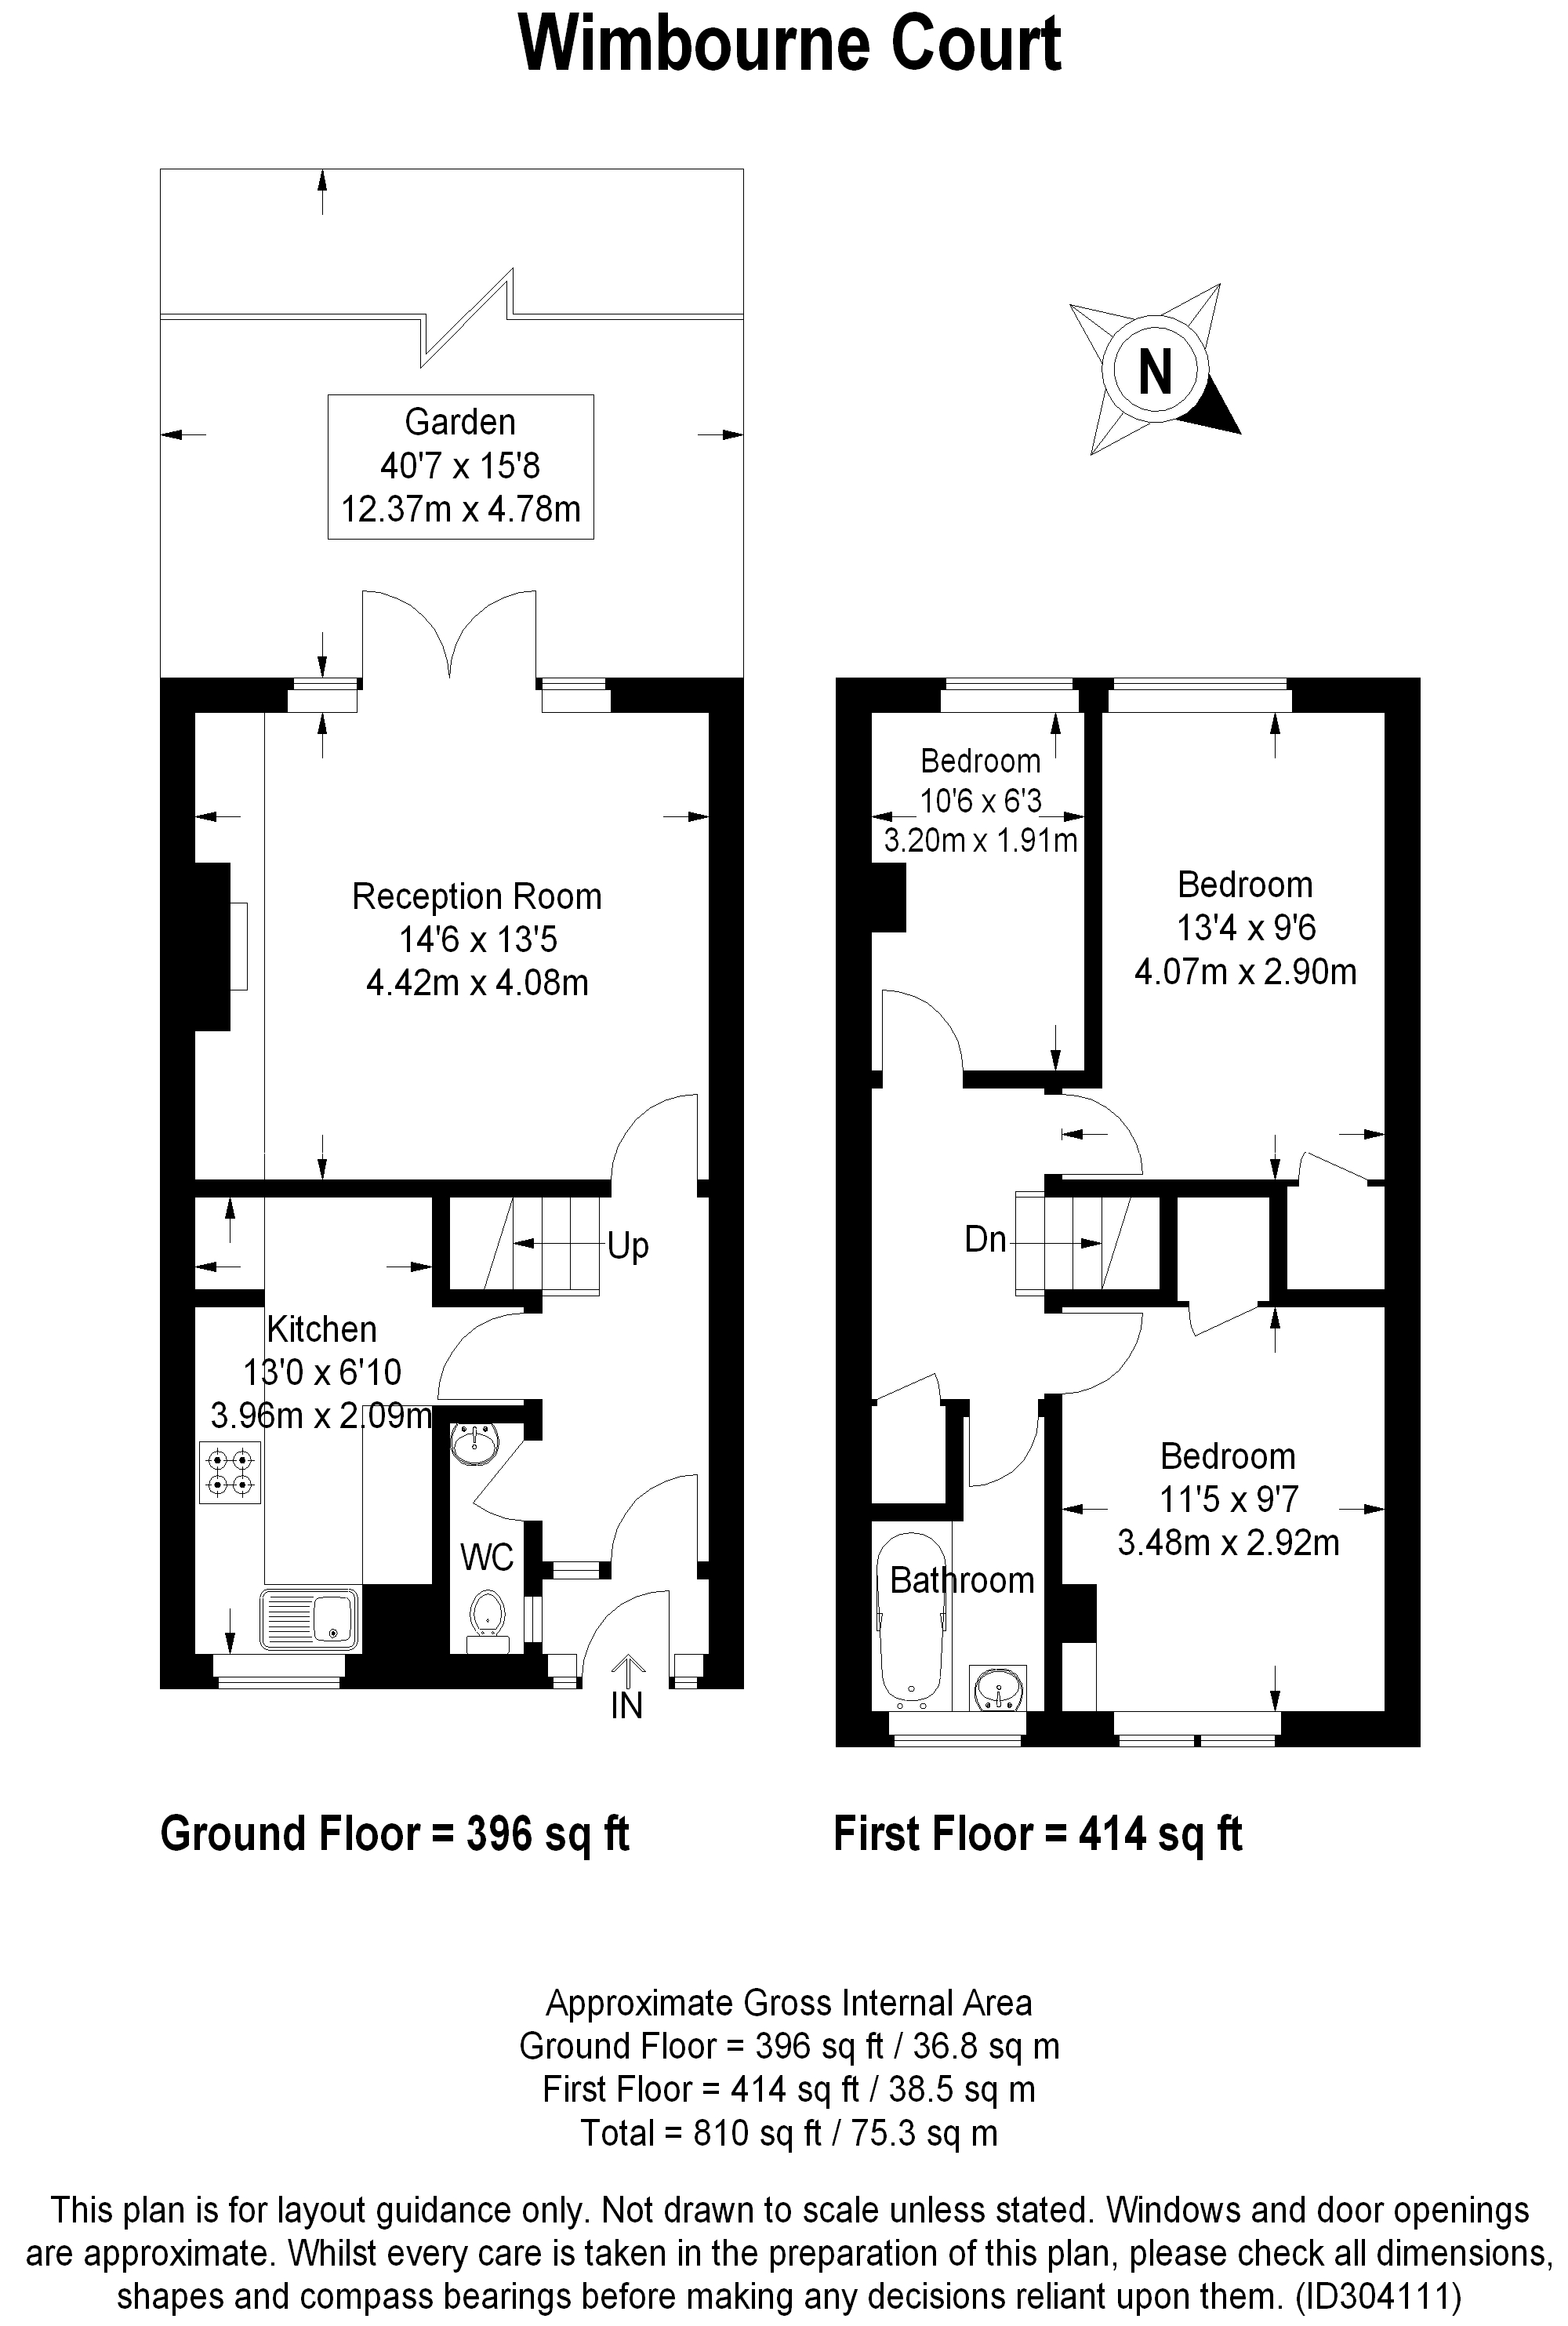 Wimbourne Court
N
Garden
40'7 x 15'8
12.37m x 4.78m
Reception Room
14'6 x 13'5
4.42m x 4.08m
Up
Kitchen
13'0 x 6'10
3.96m x 2.09m
WC
IN
Bedroom
10'6 x 6'3
3.20m x 1.91m
Bedroom
13'4 x 9'6
4.07m x 2.90m
Dn
Bedroom
11'5 x 9'7
3.48m x 2.92m
Bathroom
Ground Floor = 396 sq ft
First Floor = 414 sq ft
Approximate Gross Internal Area
Ground Floor = 396 sq ft / 36.8 sq m
First Floor = 414 sq ft / 38.5 sq m
Total = 810 sq ft / 75.3 sq m
This plan is for layout guidance only. Not drawn to scale unless stated. Windows and door openings
are approximate. Whilst every care is taken in the preparation of this plan, please check all dimensions,
shapes and compass bearings before making any decisions reliant upon them. (ID304111)